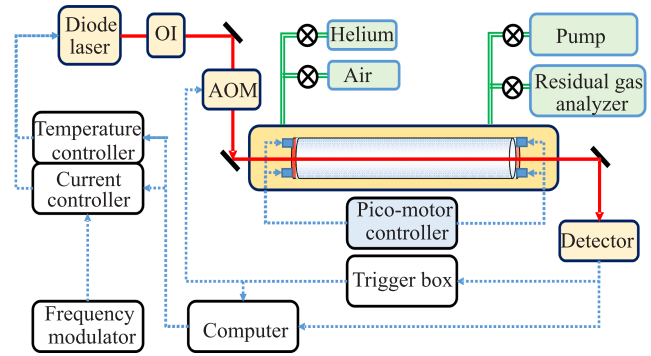 Diode
laser
OI
AOM
Helium
Air
Pump
Residual gas
analyzer
Temperature
controller
Current
controller
Pico-motor
controller
Detector
Trigger box
Frequency
modulator
Computer